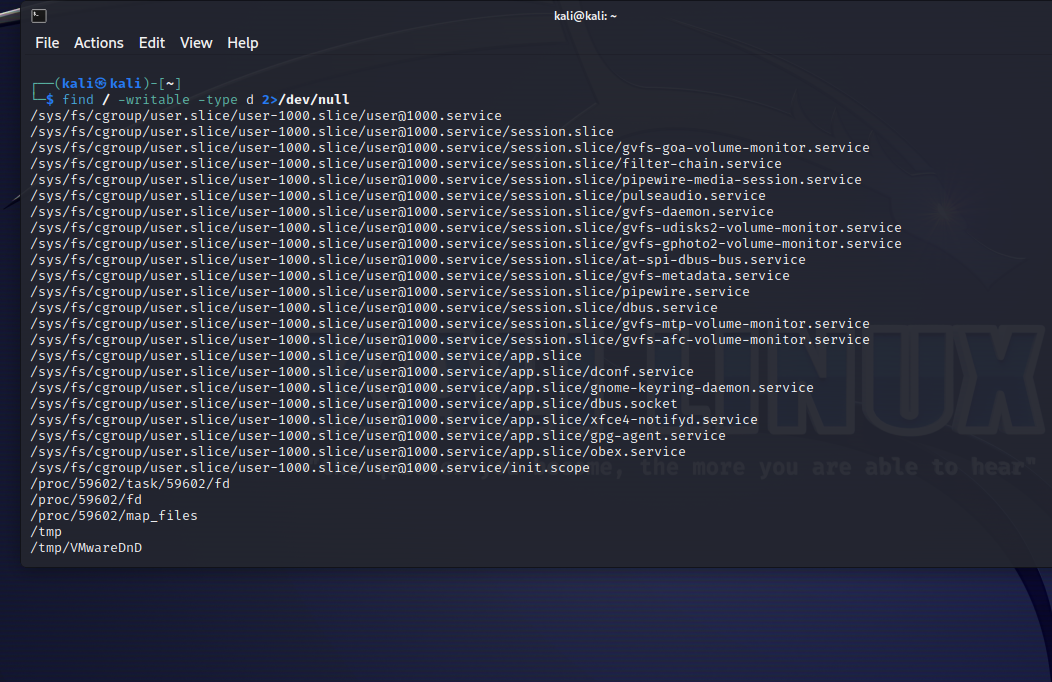 kali@kali: ~
File Actions Edit View Help
┌──(kali㉿kali)-[~]
└─$ find / -writable -type d 2>/dev/null
/sys/fs/cgroup/user.slice/user-1000.slice/user@1000.service
/sys/fs/cgroup/user.slice/user-1000.slice/user@1000.service/session.slice
/sys/fs/cgroup/user.slice/user-1000.slice/user@1000.service/session.slice/gvfs-goa-volume-monitor.service
/sys/fs/cgroup/user.slice/user-1000.slice/user@1000.service/session.slice/filter-chain.service
/sys/fs/cgroup/user.slice/user-1000.slice/user@1000.service/session.slice/pipewire-media-session.service
/sys/fs/cgroup/user.slice/user-1000.slice/user@1000.service/session.slice/pulseaudio.service
/sys/fs/cgroup/user.slice/user-1000.slice/user@1000.service/session.slice/gvfs-daemon.service
/sys/fs/cgroup/user.slice/user-1000.slice/user@1000.service/session.slice/gvfs-udisks2-volume-monitor.service
/sys/fs/cgroup/user.slice/user-1000.slice/user@1000.service/session.slice/gvfs-gphoto2-volume-monitor.service
/sys/fs/cgroup/user.slice/user-1000.slice/user@1000.service/session.slice/at-spi-dbus-bus.service
/sys/fs/cgroup/user.slice/user-1000.slice/user@1000.service/session.slice/gvfs-metadata.service
/sys/fs/cgroup/user.slice/user-1000.slice/user@1000.service/session.slice/pipewire.service
/sys/fs/cgroup/user.slice/user-1000.slice/user@1000.service/session.slice/dbus.service
/sys/fs/cgroup/user.slice/user-1000.slice/user@1000.service/session.slice/gvfs-mtp-volume-monitor.service
/sys/fs/cgroup/user.slice/user-1000.slice/user@1000.service/session.slice/gvfs-afc-volume-monitor.service
/sys/fs/cgroup/user.slice/user-1000.slice/user@1000.service/app.slice
/sys/fs/cgroup/user.slice/user-1000.slice/user@1000.service/app.slice/dconf.service
/sys/fs/cgroup/user.slice/user-1000.slice/user@1000.service/app.slice/gnome-keyring-daemon.service
/sys/fs/cgroup/user.slice/user-1000.slice/user@1000.service/app.slice/dbus.socket
/sys/fs/cgroup/user.slice/user-1000.slice/user@1000.service/app.slice/xfce4-notifyd.service
/sys/fs/cgroup/user.slice/user-1000.slice/user@1000.service/app.slice/gpg-agent.service
/sys/fs/cgroup/user.slice/user-1000.slice/user@1000.service/app.slice/obex.service
/sys/fs/cgroup/user.slice/user-1000.slice/user@1000.service/init.scope
/proc/59602/task/59602/fd
/proc/59602/fd
/proc/59602/map_files
/tmp
/tmp/VMwareDnD
LINUX
the more you are able to hear"